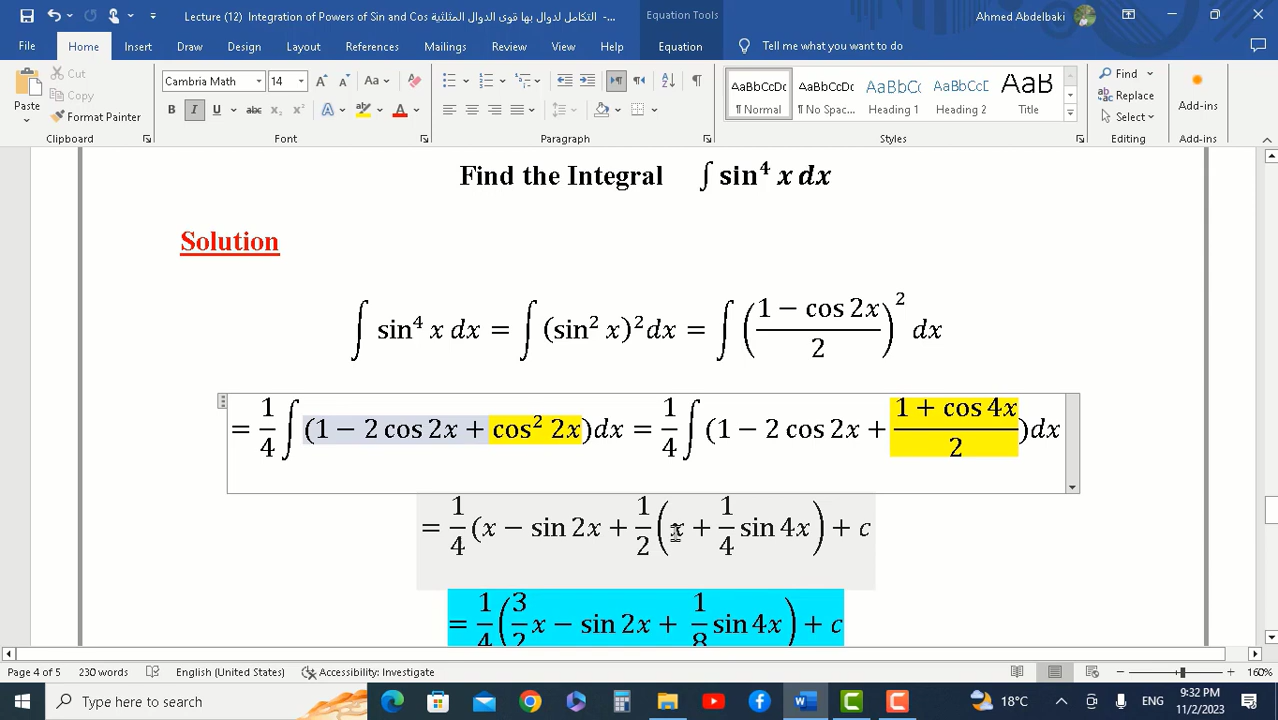 Lecture (12) Integration of Powers of Sin and Cos التكامل لدوال بها قوى الدوال المثلثية -...
Equation Tools
Ahmed Abdelbaki
File Home Insert Draw Design Layout References Mailings Review View Help Equation Tell me what you want to do
Paste
Cut
Copy
Format Painter
Cambria Math 14
B I U abc
AaBbCcDc AaBbCcDc AaBbCc AaBbCcD AaB
¶ Normal ¶ No Spac... Heading 1 Heading 2 Title
Find
Replace
Select
Add-ins
Clipboard Font Paragraph Styles Editing Add-ins
Find the Integral ∫ sin⁴ x dx
Solution
∫ sin⁴ x dx = ∫ (sin² x)² dx = ∫ ((1 − cos 2x)/2)² dx
= 1/4 ∫ (1 − 2 cos 2x + cos² 2x)dx = 1/4 ∫ (1 − 2 cos 2x + (1 + cos 4x)/2)dx
= 1/4 (x − sin 2x + 1/2 (x + 1/4 sin 4x) + c
= 1/4 (3/2 x − sin 2x + 1/8 sin 4x) + c
Page 4 of 5 230 words English (United States) Accessibility: Investigate 160%
Type here to search
18°C ENG
9:32 PM
11/2/2023